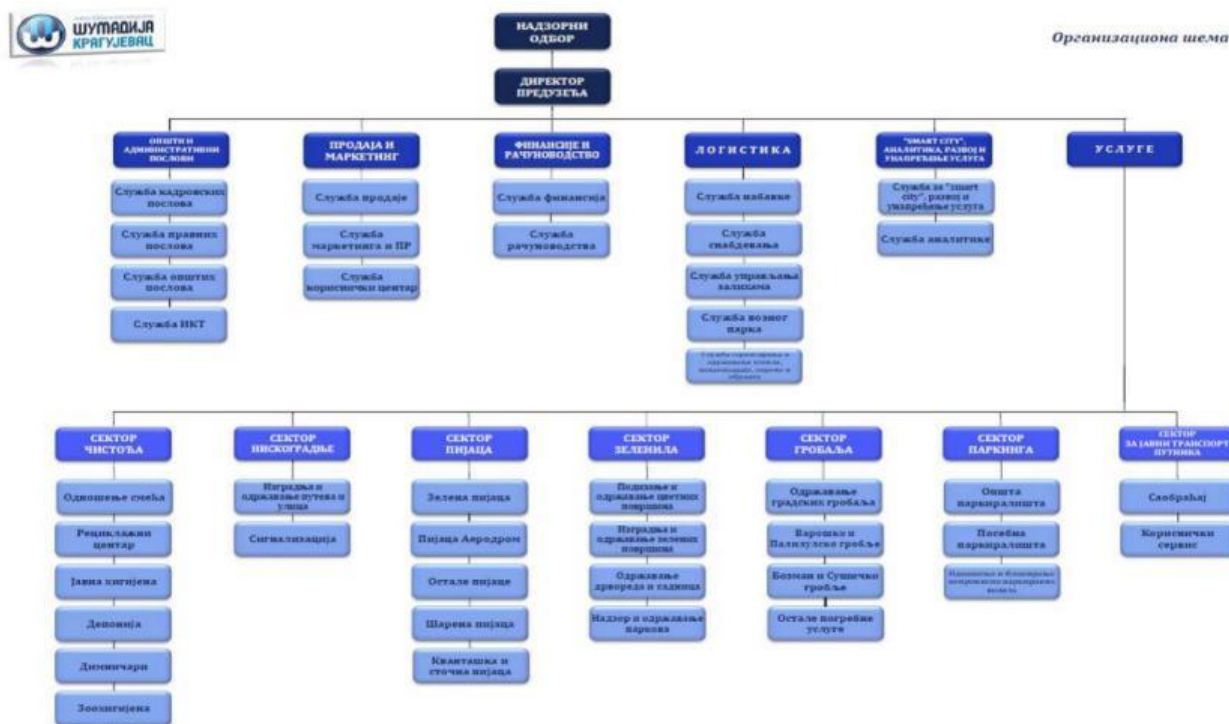 ШУМАДИЈА
КРАГУЈЕВАЦ
НАДЗОРНИ
ОДБОР
Организациона шема
ДИРЕКТОР
ПРЕДУЗЕЋА
ОПШТИ И
АДМИНИСТРАТИВНИ
ПОСЛОВИ
ПРОДАЈА И
МАРКЕТИНГ
ФИНАНСИЈЕ И
РАЧУНОВОДСТВО
ЛОГИСТИКА
"SMART CITY",
АНАЛИТИКА, РАЗВОЈ И
УНАПРЕЂЕЊЕ УСЛУГА
УСЛУГЕ
Служба кадровских
послова
Служба правних
послова
Служба општих
послова
Служба ИКТ
Служба продаје
Служба
маркетинга и ПР
Служба
кориснички центар
Служба финансија
Служба
рачуноводства
Служба набавке
Служба
снабдевања
Служба управљања
залихама
Служба возног
парка
Служба за "smart
city", развој и
унапређење услуга
Служба аналитике
СЕКТОР
ЧИСТОЋА
СЕКТОР
НИСКОГРАДЊЕ
СЕКТОР
ПИЈАЦА
СЕКТОР
ЗЕЛЕНИЛА
СЕКТОР
ГРОБАЉА
СЕКТОР
ПАРКИНГА
СЕКТОР
ЗА ЈАВНИ ТРАНСПОРТ
ПУТНИКА
Одношење смећа
Рециклажни
центар
Јавна хигијена
Депонија
Димничари
Зоохигијена
Изградња и
одржавање путева и
улица
Сигнализација
Зелена пијаца
Пијаца Аеродром
Остале пијаце
Шарена пијаца
Кванташка и
сточна пијаца
Подизање и
одржавање цветних
површина
Изградња и
одржавање зелених
површина
Одржавање
дрвореда и садница
Надзор и одржавање
паркова
Одржавање
градских гробаља
Варошко и
Палилулско гробље
Бозман и Сушичко
гробље
Остале погребне
услуге
Општа
паркиралишта
Посебна
паркиралишта
Саобраћај
Кориснички
сервис